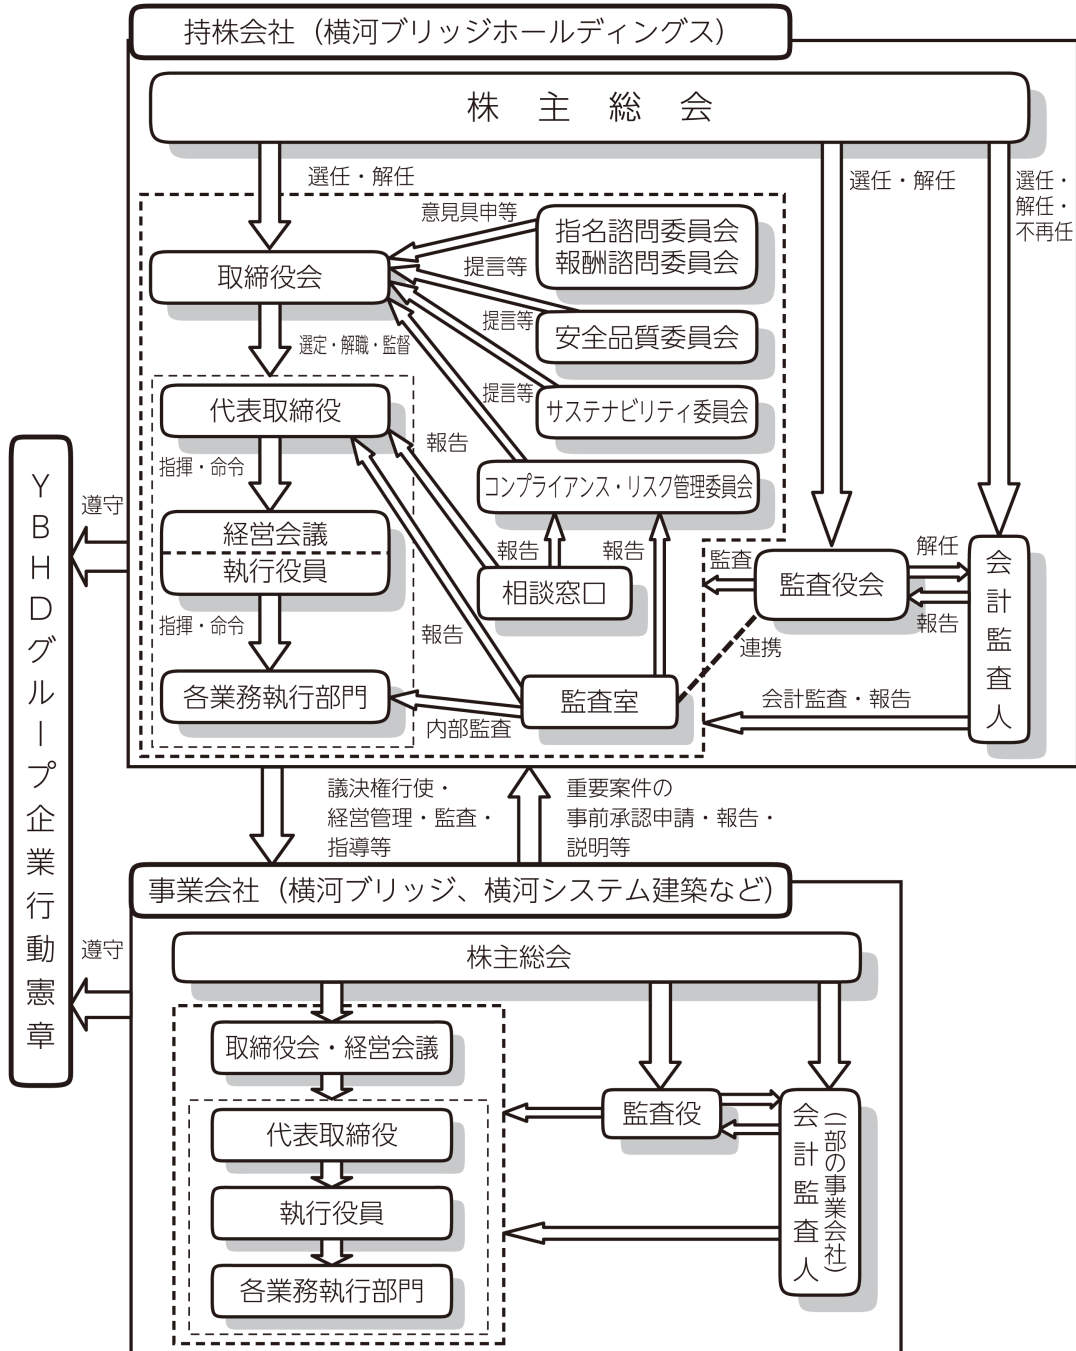 持株会社（横河ブリッジホールディングス）
株主総会
選任・解任
選任・解任
選任・
解任・
不再任
意見具申等
指名諮問委員会
報酬諮問委員会
取締役会
提言等
選定・解職・監督
提言等
安全品質委員会
代表取締役
提言等
サステナビリティ委員会
報告
指揮・命令
コンプライアンス・リスク管理委員会
経営会議
執行役員
報告
報告
相談窓口
監査
監査役会
解任
報告
会計監査人
指揮・命令
報告
連携
各業務執行部門
監査室
内部監査
会計監査・報告
YBHDグループ企業行動憲章
遵守
遵守
議決権行使・
経営管理・監査・
指導等
重要案件の
事前承認申請・報告・
説明等
事業会社（横河ブリッジ、横河システム建築など）
株主総会
取締役会・経営会議
代表取締役
執行役員
各業務執行部門
監査役
会計監査人
（一部の事業会社）